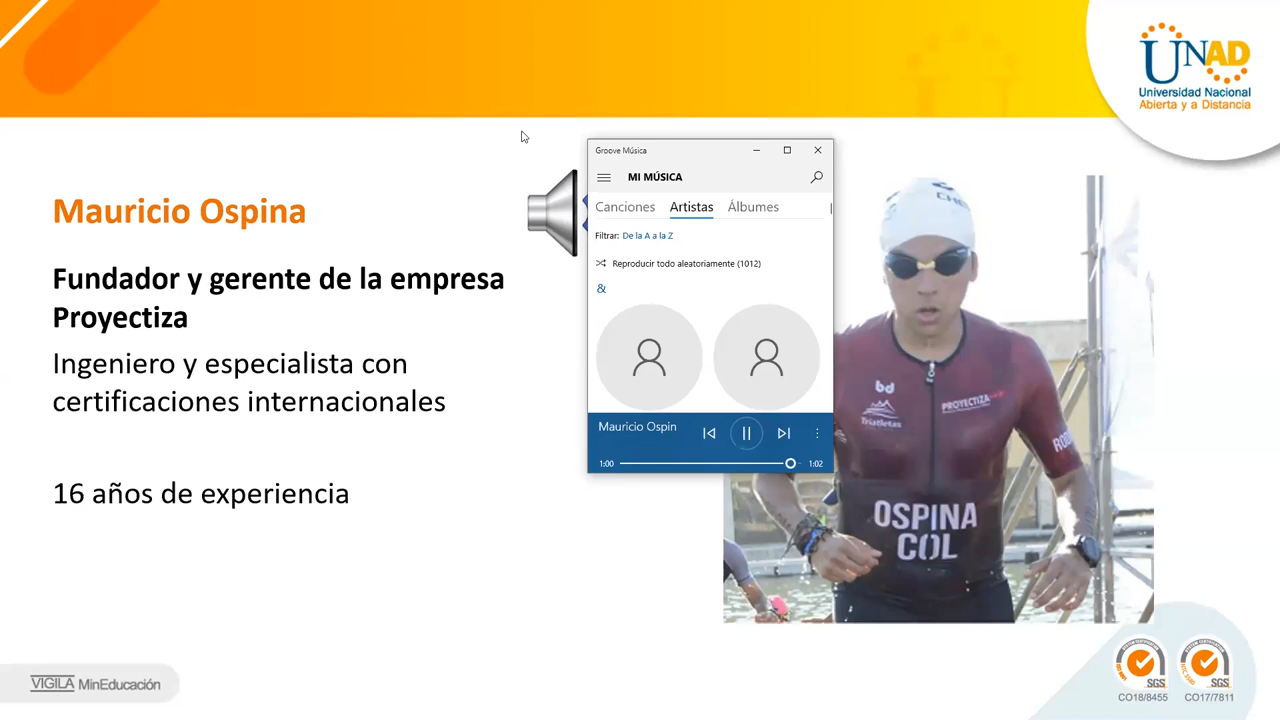 UNAD
Universidad Nacional
Abierta y a Distancia
Mauricio Ospina
Fundador y gerente de la empresa
Proyectiza
Ingeniero y especialista con
certificaciones internacionales
16 años de experiencia
Groove Música
MI MÚSICA
Canciones Artistas Álbumes
Filtrar: De la A a la Z
Reproducir todo aleatoriamente (1012)
&
Mauricio Ospin
1:00 1:02
bd
Triatletas
PROYECTIZA
OSPINA
COL
VIGILA MinEducación
SGS
SGS
CO18/8455 CO17/7811